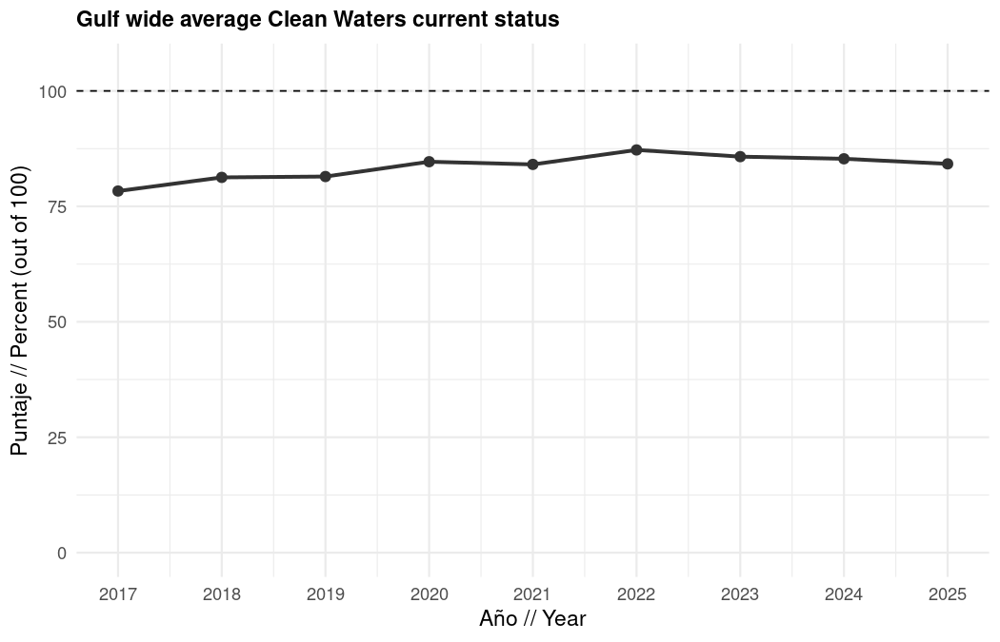 Gulf wide average Clean Waters current status
100
75
50
25
0
Puntaje // Percent (out of 100)
2017 2018 2019 2020 2021 2022 2023 2024 2025
Año // Year